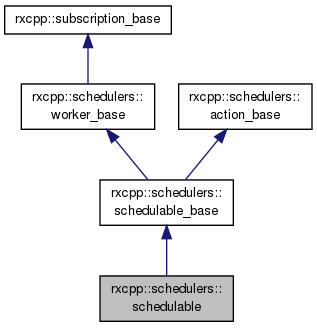 rxcpp::subscription_base
rxcpp::schedulers::
worker_base
rxcpp::schedulers::
action_base
rxcpp::schedulers::
schedulable_base
rxcpp::schedulers::
schedulable